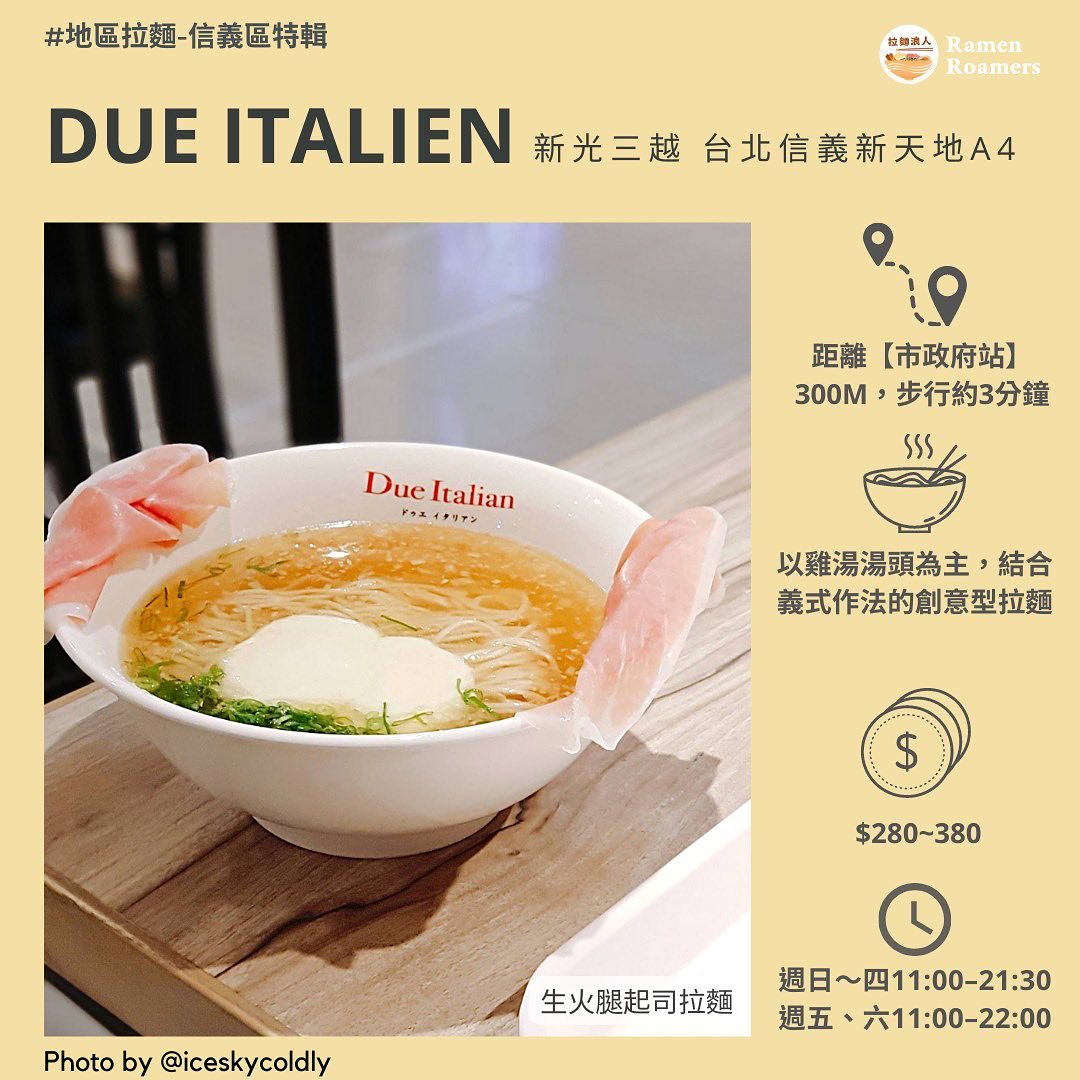 #地區拉麵-信義區特輯
拉麵浪人
Ramen
Roamers
DUE ITALIEN 新光三越 台北信義新天地A4
Due Italian
ドゥエ イタリアン
距離【市政府站】
300M，步行約3分鐘
以雞湯湯頭為主，結合
義式作法的創意型拉麵
$
$280~380
週日～四11:00–21:30
週五、六11:00–22:00
生火腿起司拉麵
Photo by @iceskycoldly